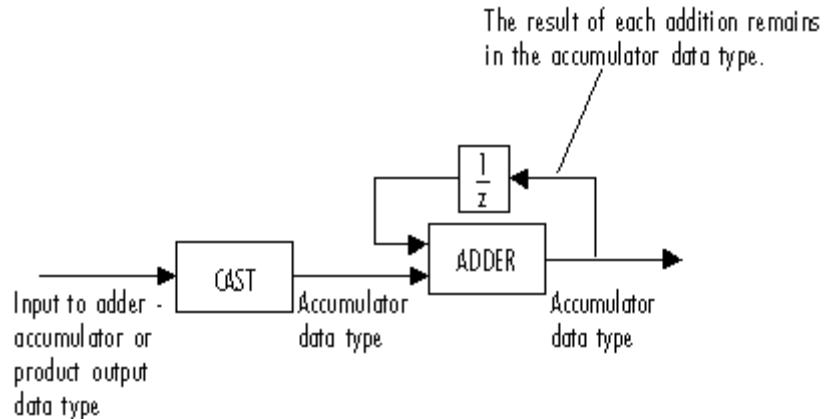 The result of each addition remains
in the accumulator data type.
1
z
ADDER
CAST
Input to adder -
accumulator or
product output
data type
Accumulator
data type
Accumulator
data type